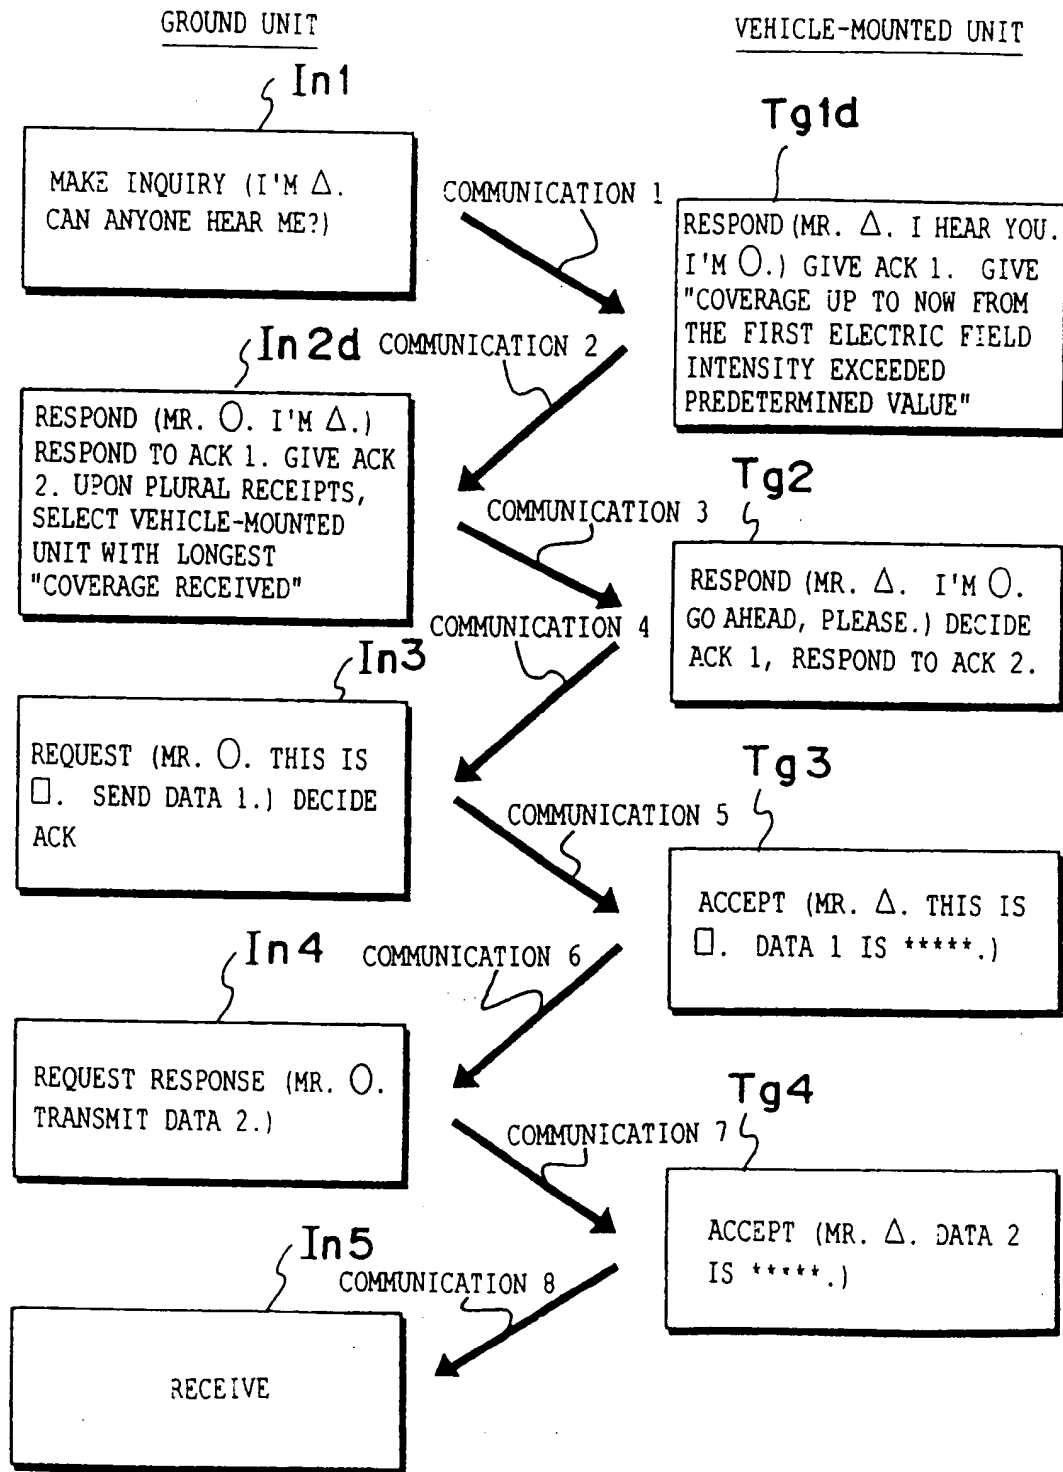 GROUND UNIT
VEHICLE-MOUNTED UNIT
In1
Tg1d
MAKE INQUIRY (I'M △.
CAN ANYONE HEAR ME?)
COMMUNICATION 1
RESPOND (MR. △. I HEAR YOU.
I'M ○.) GIVE ACK 1. GIVE
"COVERAGE UP TO NOW FROM
THE FIRST ELECTRIC FIELD
INTENSITY EXCEEDED
PREDETERMINED VALUE"
In2d
COMMUNICATION 2
RESPOND (MR. ○. I'M △.)
RESPOND TO ACK 1. GIVE ACK
2. UPON PLURAL RECEIPTS,
SELECT VEHICLE-MOUNTED
UNIT WITH LONGEST
"COVERAGE RECEIVED"
Tg2
COMMUNICATION 3
RESPOND (MR. △. I'M ○.
GO AHEAD, PLEASE.) DECIDE
ACK 1, RESPOND TO ACK 2.
COMMUNICATION 4
In3
REQUEST (MR. ○. THIS IS
□. SEND DATA 1.) DECIDE
ACK
Tg3
COMMUNICATION 5
ACCEPT (MR. △. THIS IS
□. DATA 1 IS *****.)
In4
COMMUNICATION 6
REQUEST RESPONSE (MR. ○.
TRANSMIT DATA 2.)
Tg4
COMMUNICATION 7
ACCEPT (MR. △. DATA 2
IS *****.)
In5
COMMUNICATION 8
RECEIVE